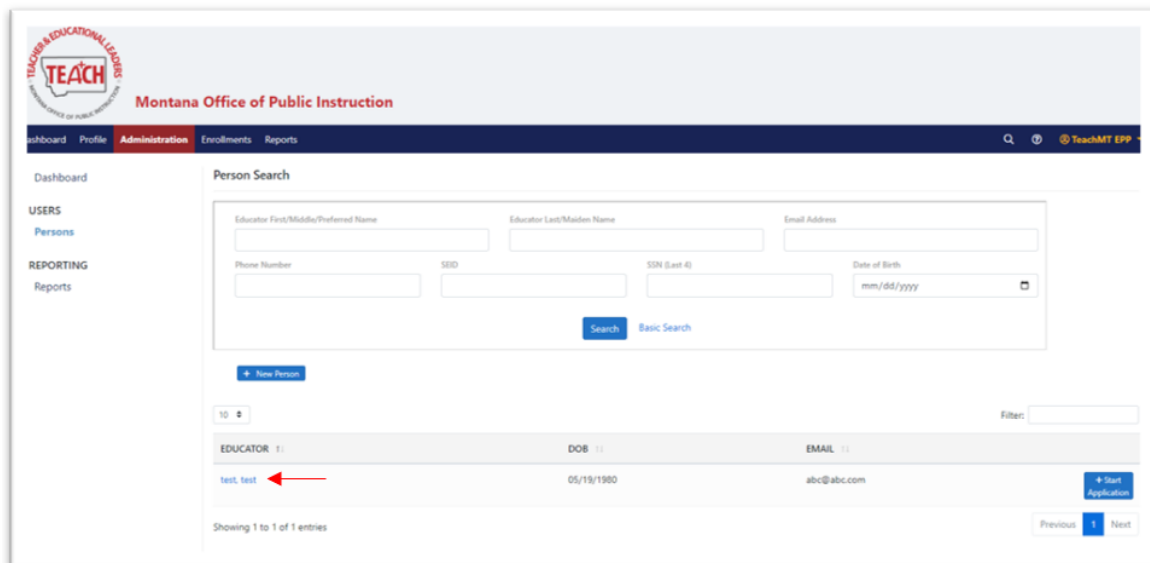 TEACHER & EDUCATIONAL LEADERS
TEACH
MONTANA OFFICE OF PUBLIC INSTRUCTION
Montana Office of Public Instruction
ashboard Profile Administration Enrollments Reports TeachMT EPP
Dashboard
Person Search
USERS
Persons
REPORTING
Reports
Educator First/Middle/Preferred Name Educator Last/Maiden Name Email Address
Phone Number SEID SSN (Last 4) Date of Birth
mm/dd/yyyy
Search Basic Search
+ New Person
10 Filter:
EDUCATOR DOB EMAIL
test, test 05/19/1980 abc@abc.com +Start
Application
Showing 1 to 1 of 1 entries Previous 1 Next